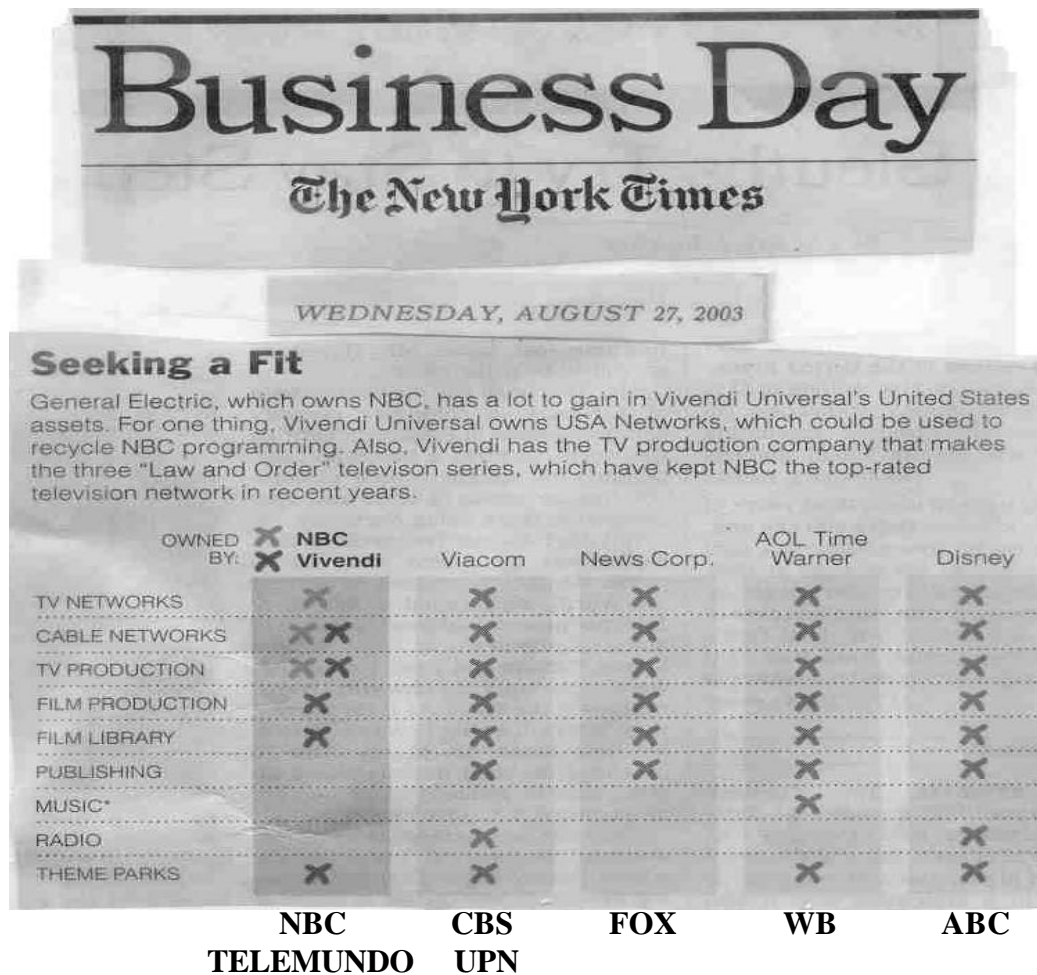 Business Day
The New York Times
WEDNESDAY, AUGUST 27, 2003
Seeking a Fit
General Electric, which owns NBC, has a lot to gain in Vivendi Universal's United States
assets. For one thing, Vivendi Universal owns USA Networks, which could be used to
recycle NBC programming. Also, Vivendi has the TV production company that makes
the three "Law and Order" televison series, which have kept NBC the top-rated
television network in recent years.
OWNED BY: NBC Vivendi Viacom News Corp. AOL Time Warner Disney
TV NETWORKS
CABLE NETWORKS
TV PRODUCTION
FILM PRODUCTION
FILM LIBRARY
PUBLISHING
MUSIC*
RADIO
THEME PARKS
NBC CBS FOX WB ABC
TELEMUNDO UPN